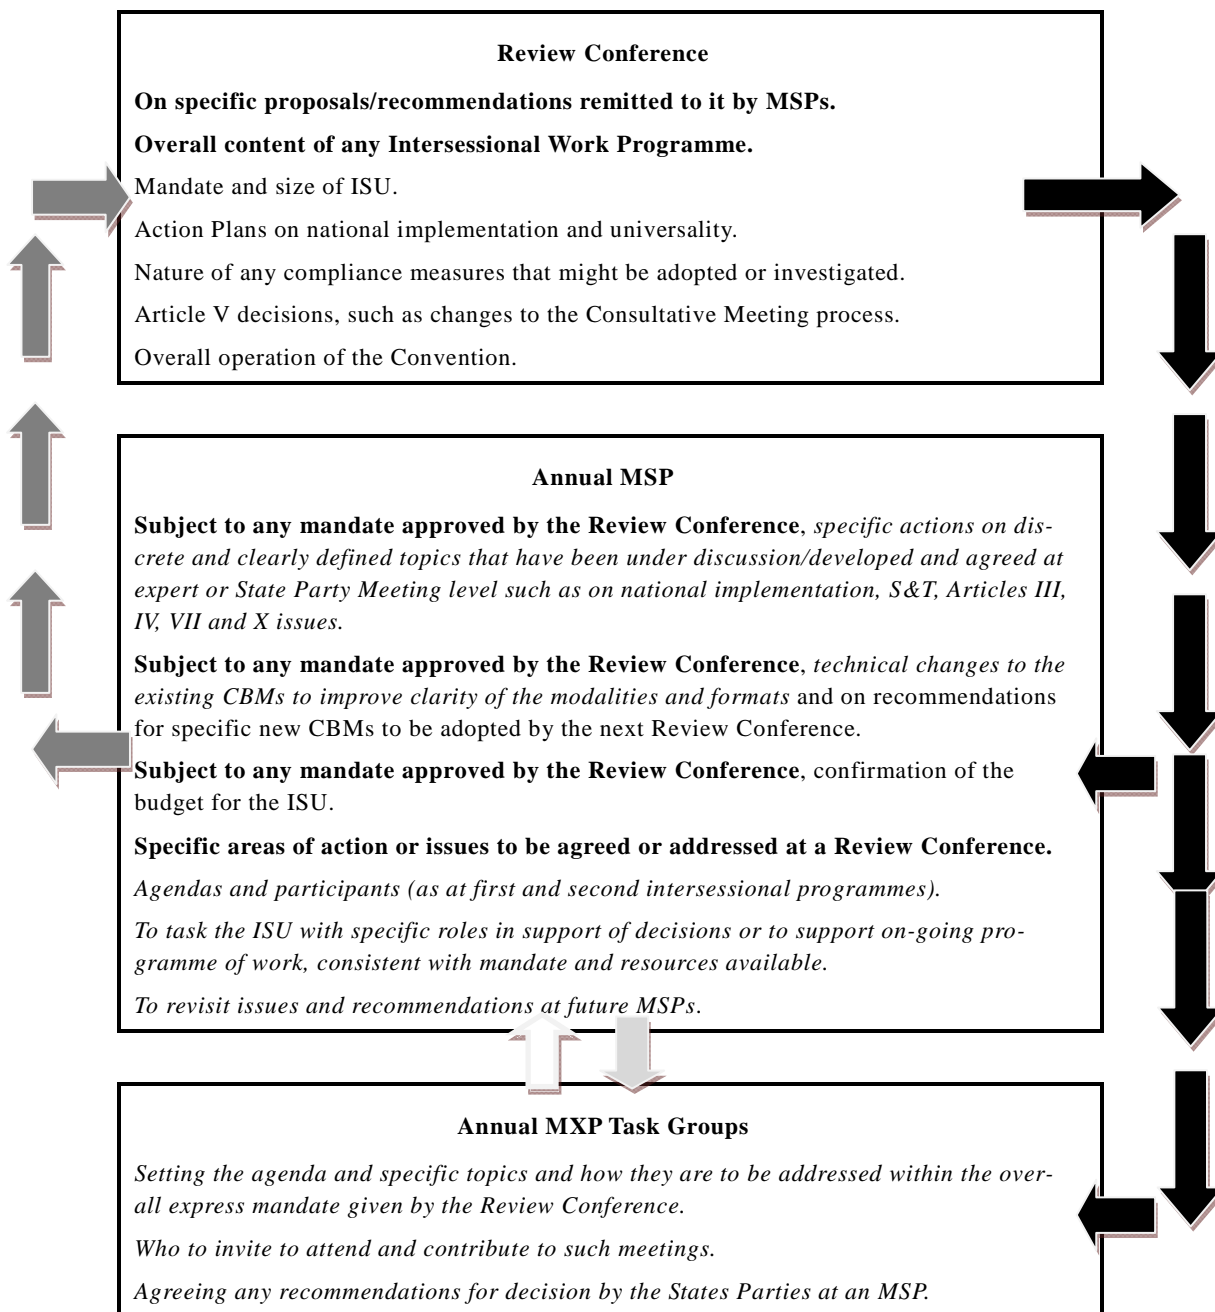 Review Conference
On specific proposals/recommendations remitted to it by MSPs.
Overall content of any Intersessional Work Programme.
Mandate and size of ISU.
Action Plans on national implementation and universality.
Nature of any compliance measures that might be adopted or investigated.
Article V decisions, such as changes to the Consultative Meeting process.
Overall operation of the Convention.
Annual MSP
Subject to any mandate approved by the Review Conference, specific actions on dis-
crete and clearly defined topics that have been under discussion/developed and agreed at
expert or State Party Meeting level such as on national implementation, S&T, Articles III,
IV, VII and X issues.
Subject to any mandate approved by the Review Conference, technical changes to the
existing CBMs to improve clarity of the modalities and formats and on recommendations
for specific new CBMs to be adopted by the next Review Conference.
Subject to any mandate approved by the Review Conference, confirmation of the
budget for the ISU.
Specific areas of action or issues to be agreed or addressed at a Review Conference.
Agendas and participants (as at first and second intersessional programmes).
To task the ISU with specific roles in support of decisions or to support on-going pro-
gramme of work, consistent with mandate and resources available.
To revisit issues and recommendations at future MSPs.
Annual MXP Task Groups
Setting the agenda and specific topics and how they are to be addressed within the over-
all express mandate given by the Review Conference.
Who to invite to attend and contribute to such meetings.
Agreeing any recommendations for decision by the States Parties at an MSP.